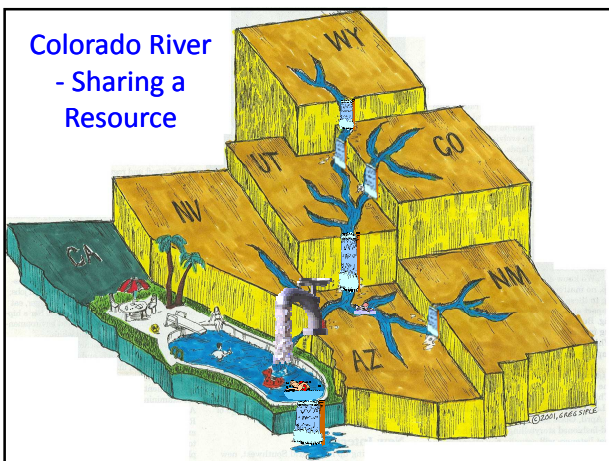 Colorado River
- Sharing a
Resource
WY
UT
CO
NV
CA
NM
AZ
©2001, GREG SIPLE